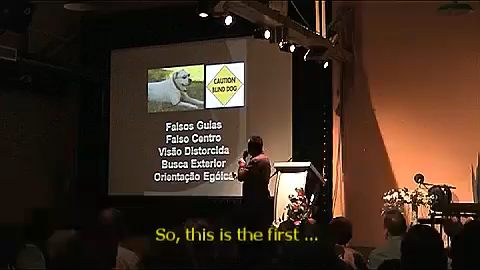 CAUTION
BLIND DOG
Falsos Guias
Falso Centro
Visão Distorcida
Busca Exterior
Orientação Egóica
So, this is the first ...